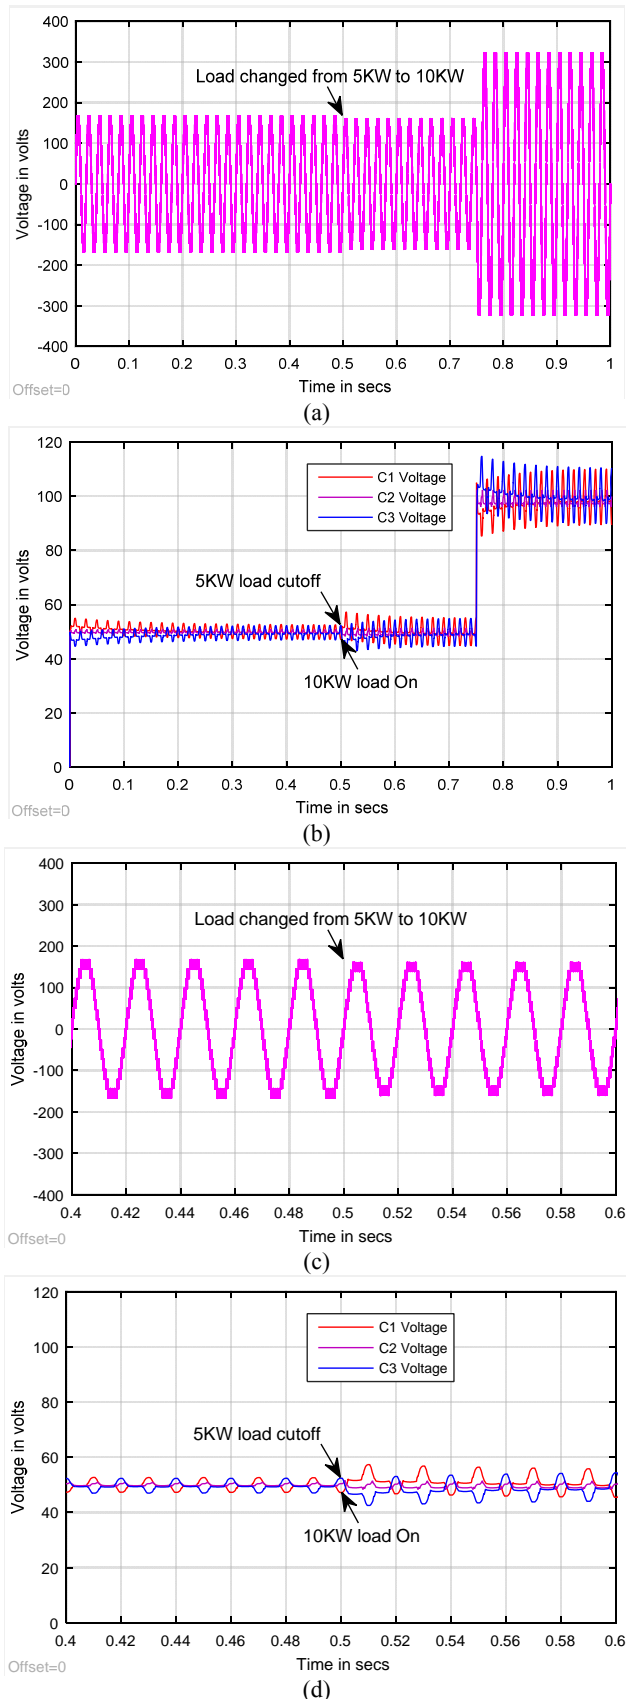 400
300
200
100
0
-100
-200
-300
-400
Voltage in volts
Load changed from 5KW to 10KW
0 0.1 0.2 0.3 0.4 0.5 0.6 0.7 0.8 0.9 1
Time in secs
Offset=0
(a)
120
100
80
60
40
20
0
Voltage in volts
C1 Voltage
C2 Voltage
C3 Voltage
5KW load cutoff
10KW load On
0 0.1 0.2 0.3 0.4 0.5 0.6 0.7 0.8 0.9 1
Time in secs
Offset=0
(b)
400
300
200
100
0
-100
-200
-300
-400
Voltage in volts
Load changed from 5KW to 10KW
0.4 0.42 0.44 0.46 0.48 0.5 0.52 0.54 0.56 0.58 0.6
Time in secs
Offset=0
(c)
120
100
80
60
40
20
0
Voltage in volts
C1 Voltage
C2 Voltage
C3 Voltage
5KW load cutoff
10KW load On
0.4 0.42 0.44 0.46 0.48 0.5 0.52 0.54 0.56 0.58 0.6
Time in secs
Offset=0
(d)